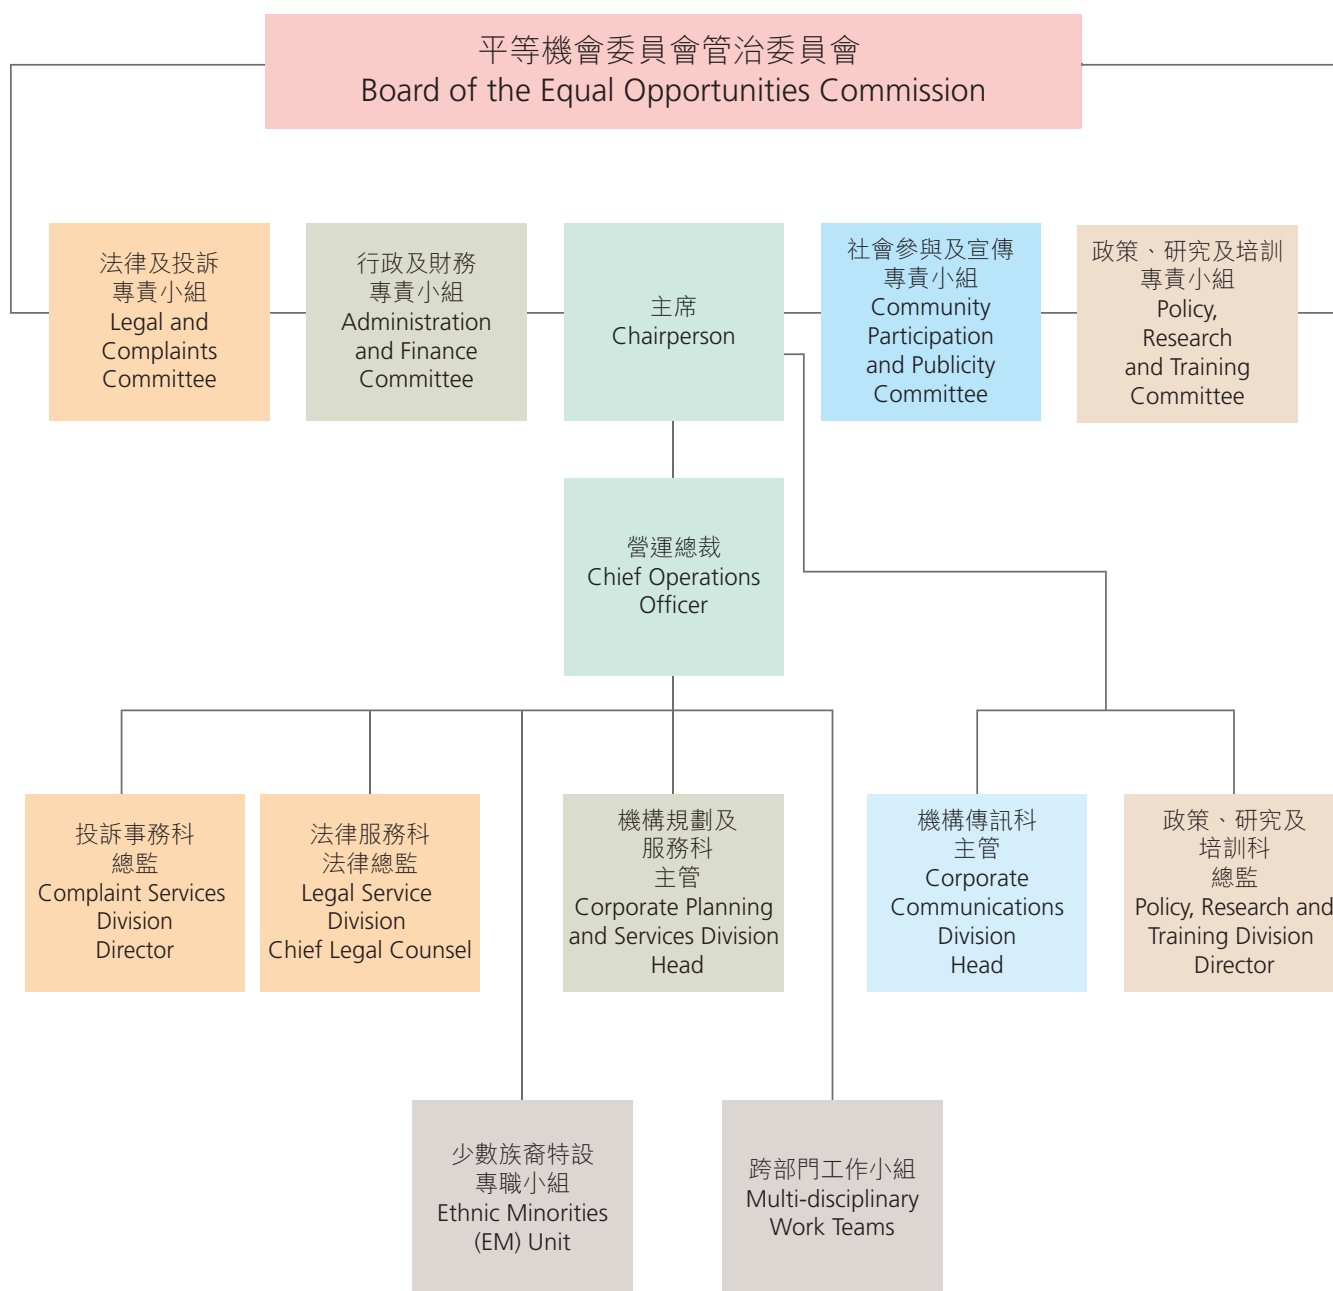 平等機會委員會管治委員會
Board of the Equal Opportunities Commission
法律及投訴
專責小組
Legal and
Complaints
Committee
行政及財務
專責小組
Administration
and Finance
Committee
主席
Chairperson
社會參與及宣傳
專責小組
Community
Participation
and Publicity
Committee
政策、研究及培訓
專責小組
Policy,
Research
and Training
Committee
營運總裁
Chief Operations
Officer
投訴事務科
總監
Complaint Services
Division
Director
法律服務科
法律總監
Legal Service
Division
Chief Legal Counsel
機構規劃及
服務科
主管
Corporate Planning
and Services Division
Head
機構傳訊科
主管
Corporate
Communications
Division
Head
政策、研究及
培訓科
總監
Policy, Research and
Training Division
Director
少數族裔特設
專職小組
Ethnic Minorities
(EM) Unit
跨部門工作小組
Multi-disciplinary
Work Teams